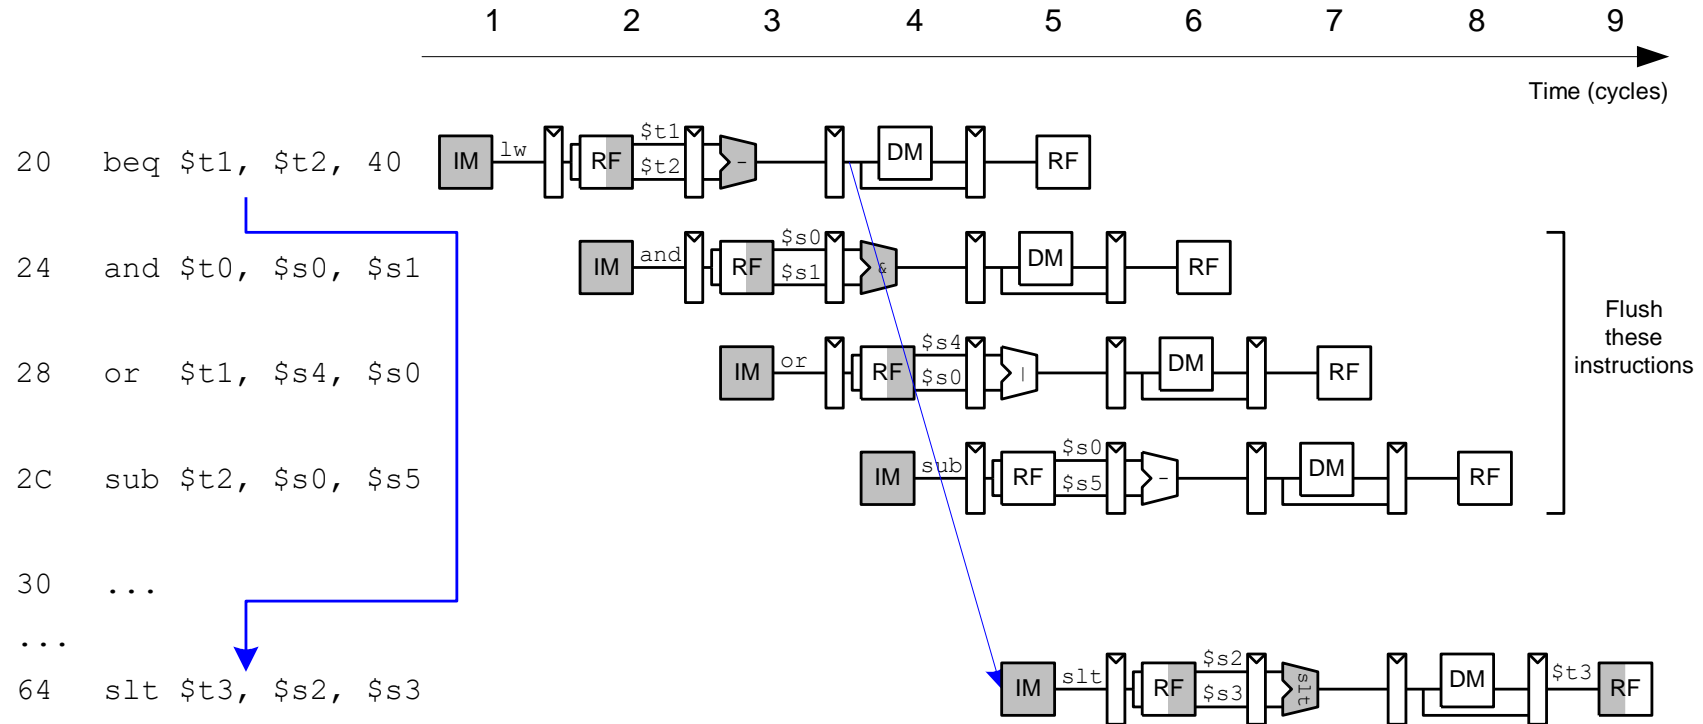 1 2 3 4 5 6 7 8 9
Time (cycles)
20 beq $t1, $t2, 40 IM lw RF $t1 $t2 - DM RF
24 and $t0, $s0, $s1 IM and RF $s0 $s1 & DM RF
28 or $t1, $s4, $s0 IM or RF $s4 $s0 | DM RF
2C sub $t2, $s0, $s5 IM sub RF $s0 $s5 - DM RF
Flush
these
instructions
30 ...
...
64 slt $t3, $s2, $s3 IM slt RF $s2 $s3 slt DM $t3 RF